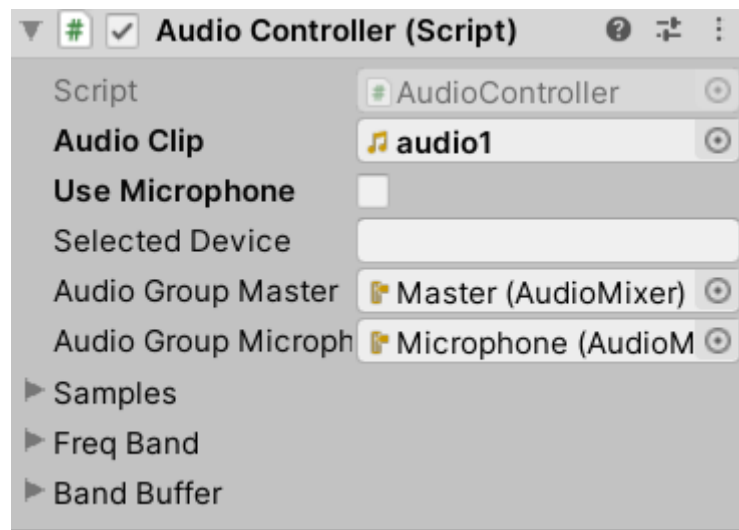 Audio Controller (Script)
Script AudioController
Audio Clip audio1
Use Microphone
Selected Device
Audio Group Master Master (AudioMixer)
Audio Group Microph Microphone (AudioM
Samples
Freq Band
Band Buffer